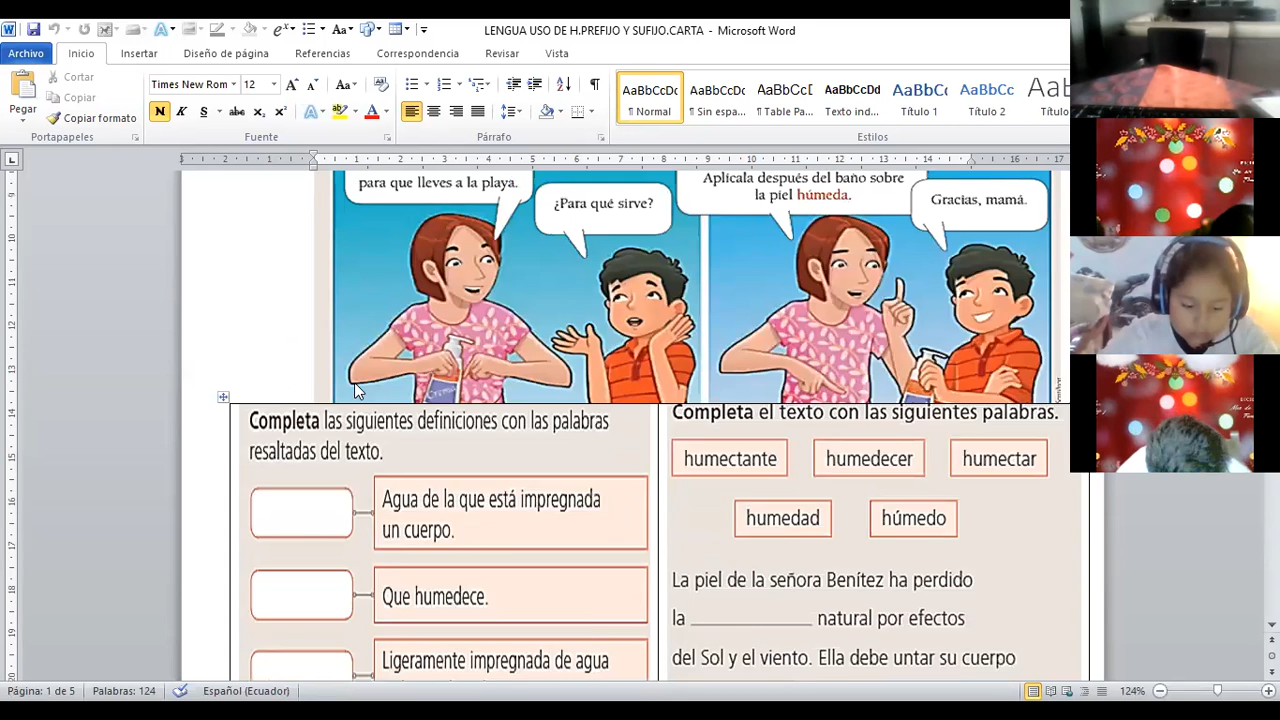 LENGUA USO DE H.PREFIJO Y SUFIJO.CARTA - Microsoft Word
Archivo Inicio Insertar Diseño de página Referencias Correspondencia Revisar Vista
Pegar
Cortar
Copiar
Copiar formato
Times New Rom 12
AaBbCcDc AaBbCcDc AaBbCcD AaBbCcDd AaBbCc AaBbCc
¶ Normal ¶ Sin espa... ¶ Table Pa... Texto ind... Título 1 Título 2 Título
Portapapeles Fuente Párrafo Estilos
para que lleves a la playa.
¿Para qué sirve?
Aplícala después del baño sobre
la piel húmeda.
Gracias, mamá.
Completa las siguientes definiciones con las palabras
resaltadas del texto.
Agua de la que está impregnada
un cuerpo.
Que humedece.
Ligeramente impregnada de agua
Completa el texto con las siguientes palabras.
humectante humedecer humectar
humedad húmedo
La piel de la señora Benítez ha perdido
la ____________ natural por efectos
del Sol y el viento. Ella debe untar su cuerpo
Página: 1 de 5 Palabras: 124 Español (Ecuador) 124%